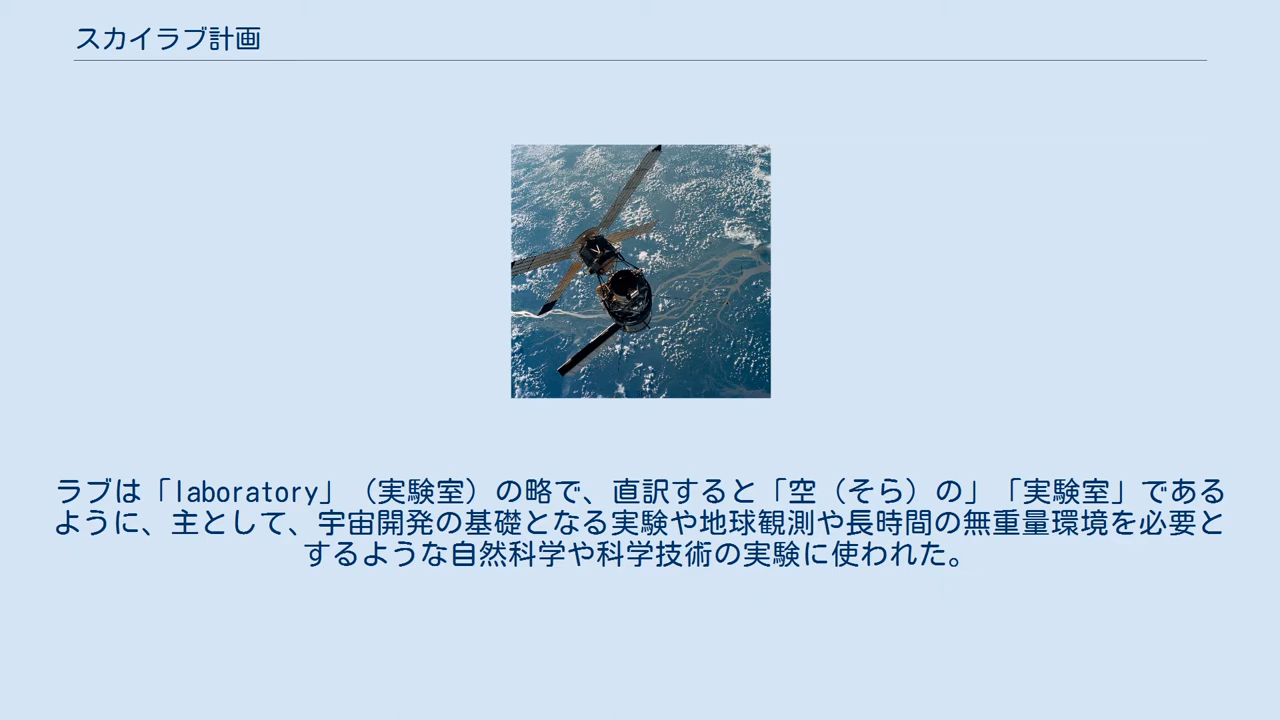 スカイラブ計画
ラブは「laboratory」（実験室）の略で、直訳すると「空（そら）の」「実験室」である
ように、主として、宇宙開発の基礎となる実験や地球観測や長時間の無重量環境を必要と
するような自然科学や科学技術の実験に使われた。